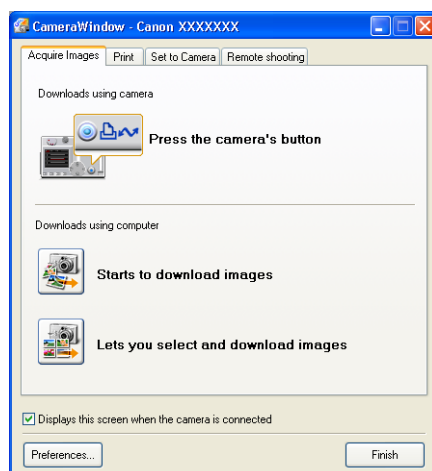 CameraWindow - Canon XXXXXXX
Acquire Images Print Set to Camera Remote shooting
Downloads using camera
Press the camera's button
Downloads using computer
Starts to download images
Lets you select and download images
Displays this screen when the camera is connected
Preferences... Finish